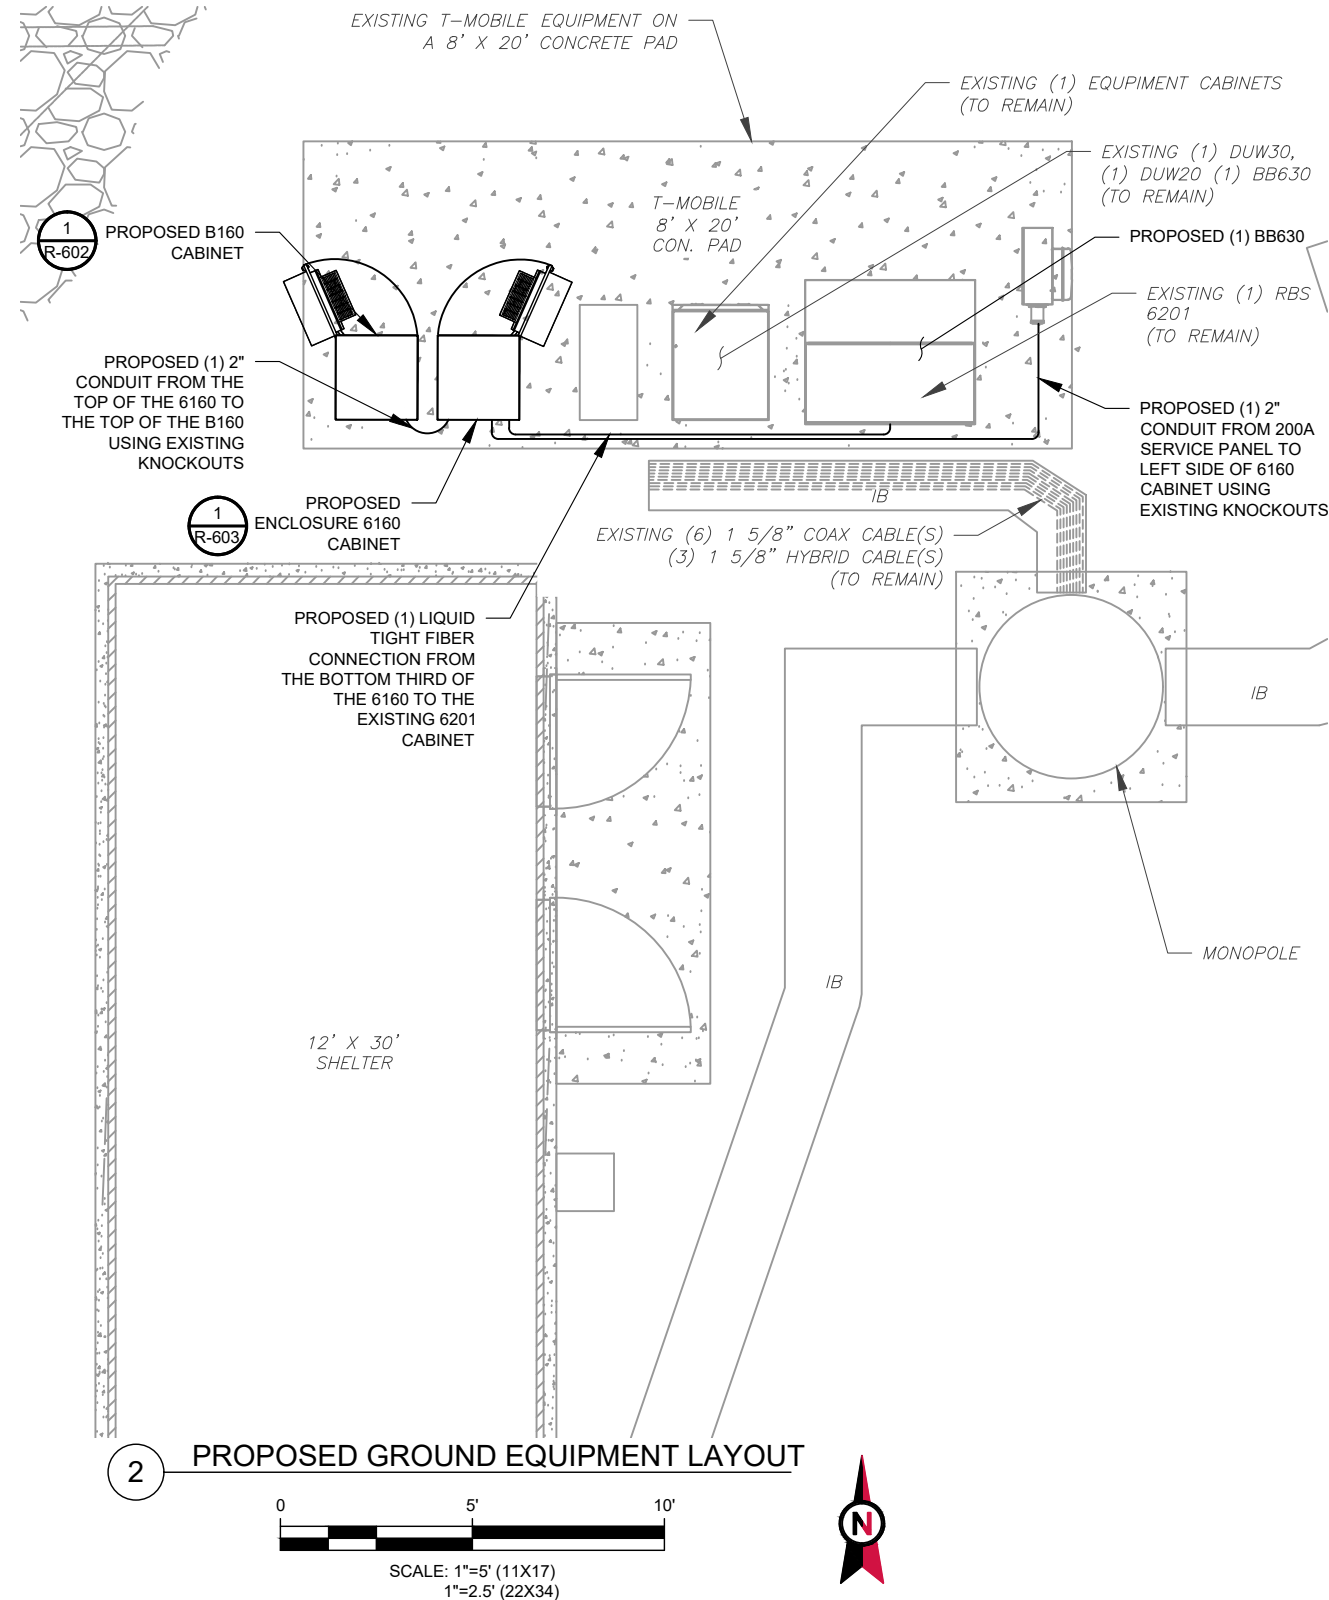 EXISTING T-MOBILE EQUIPMENT ON
A 8' X 20' CONCRETE PAD
EXISTING (1) EQUPIMENT CABINETS
(TO REMAIN)
EXISTING (1) DUW30,
(1) DUW20 (1) BB630
(TO REMAIN)
T-MOBILE
8' X 20'
CON. PAD
1
R-602
PROPOSED B160
CABINET
PROPOSED (1) BB630
EXISTING (1) RBS
6201
(TO REMAIN)
PROPOSED (1) 2"
CONDUIT FROM THE
TOP OF THE 6160 TO
THE TOP OF THE B160
USING EXISTING
KNOCKOUTS
PROPOSED (1) 2"
CONDUIT FROM 200A
SERVICE PANEL TO
LEFT SIDE OF 6160
CABINET USING
EXISTING KNOCKOUTS
1
R-603
PROPOSED
ENCLOSURE 6160
CABINET
IB
EXISTING (6) 1 5/8" COAX CABLE(S)
(3) 1 5/8" HYBRID CABLE(S)
(TO REMAIN)
PROPOSED (1) LIQUID
TIGHT FIBER
CONNECTION FROM
THE BOTTOM THIRD OF
THE 6160 TO THE
EXISTING 6201
CABINET
IB
MONOPOLE
IB
12' X 30'
SHELTER
2
PROPOSED GROUND EQUIPMENT LAYOUT
0 5' 10'
SCALE: 1"=5' (11X17)
1"=2.5' (22X34)
N